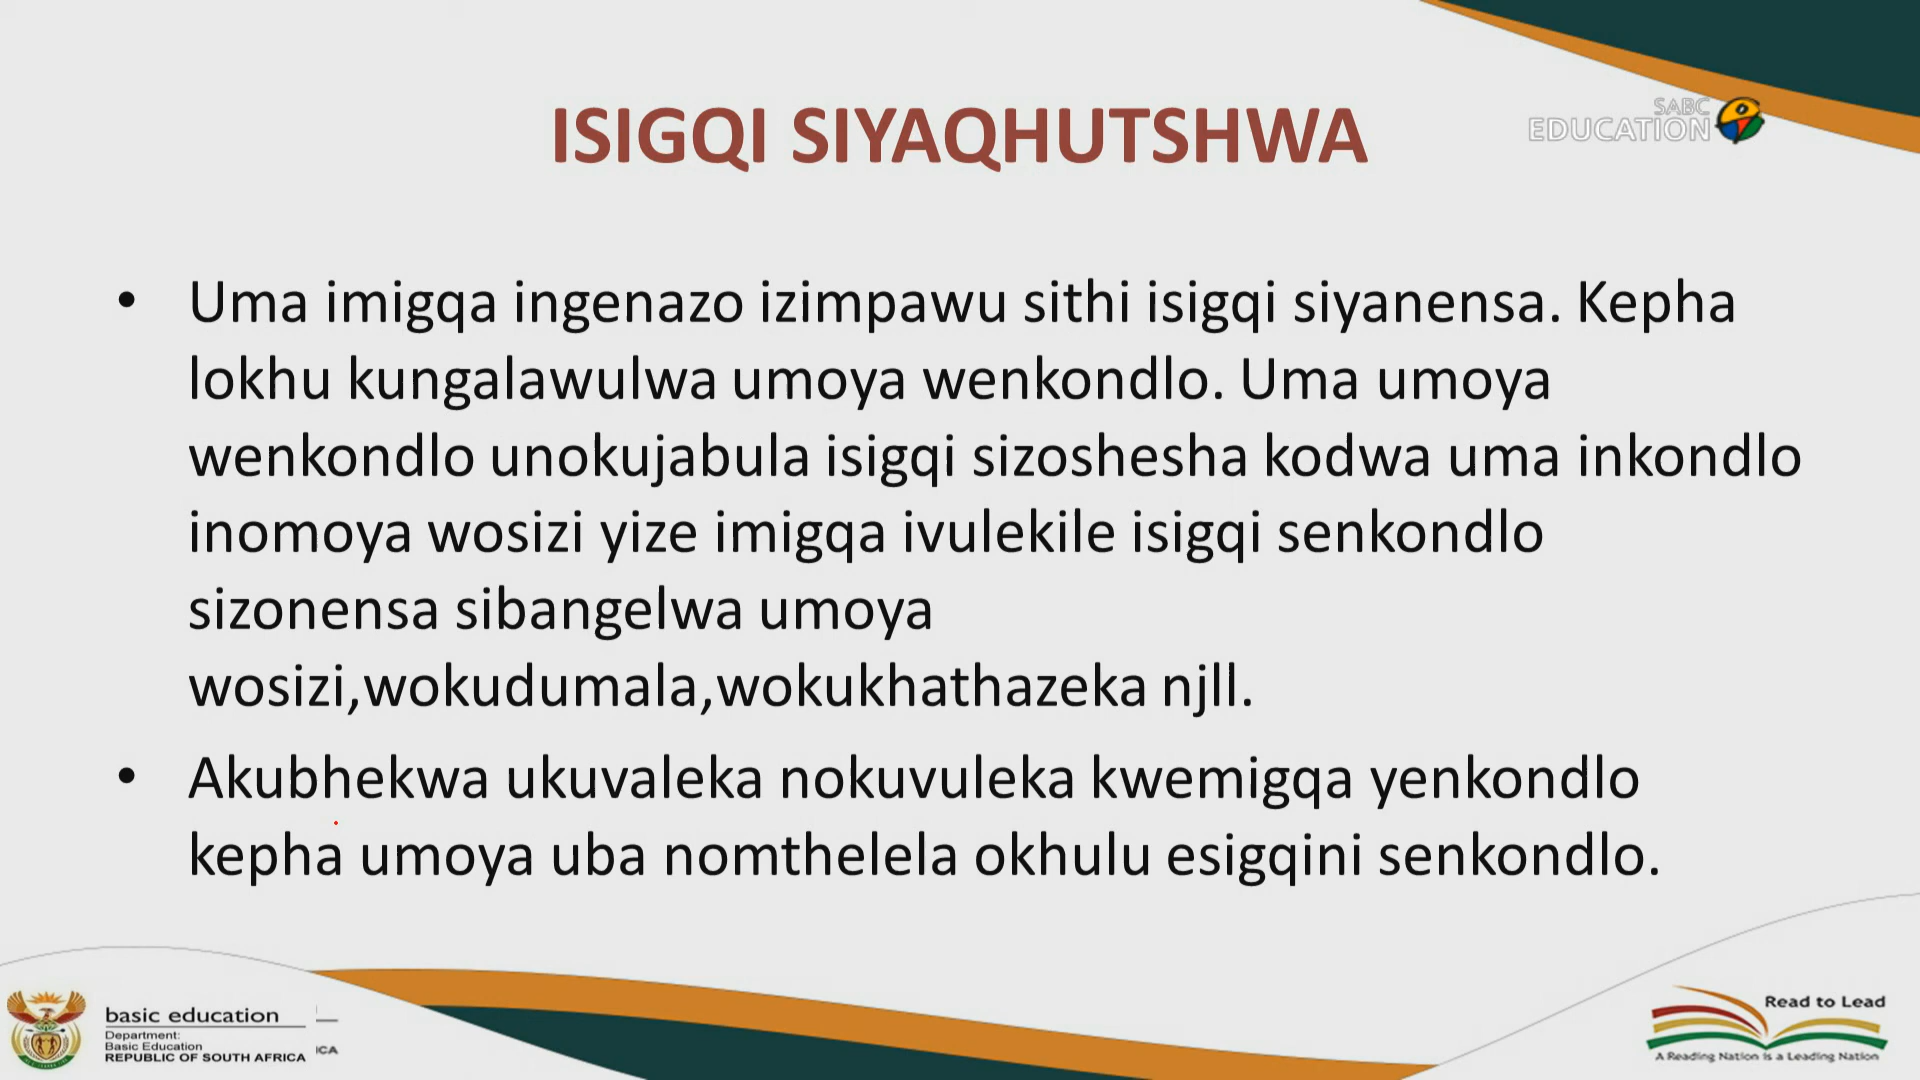 SABC
EDUCATION
ISIGQI SIYAQHUTSHWA
• Uma imigqa ingenazo izimpawu sithi isigqi siyanensa. Kepha
lokhu kungalawulwa umoya wenkondlo. Uma umoya
wenkondlo unokujabula isigqi sizoshesha kodwa uma inkondlo
inomoya wosizi yize imigqa ivulekile isigqi senkondlo
sizonensa sibangelwa umoya
wosizi,wokudumala,wokukhathazeka njll.
• Akubhekwa ukuvaleka nokuvuleka kwemigqa yenkondlo
kepha umoya uba nomthelela okhulu esigqini senkondlo.
basic education
Department:
Basic Education
REPUBLIC OF SOUTH AFRICA
ICA
Read to Lead
A Reading Nation is a Leading Nation